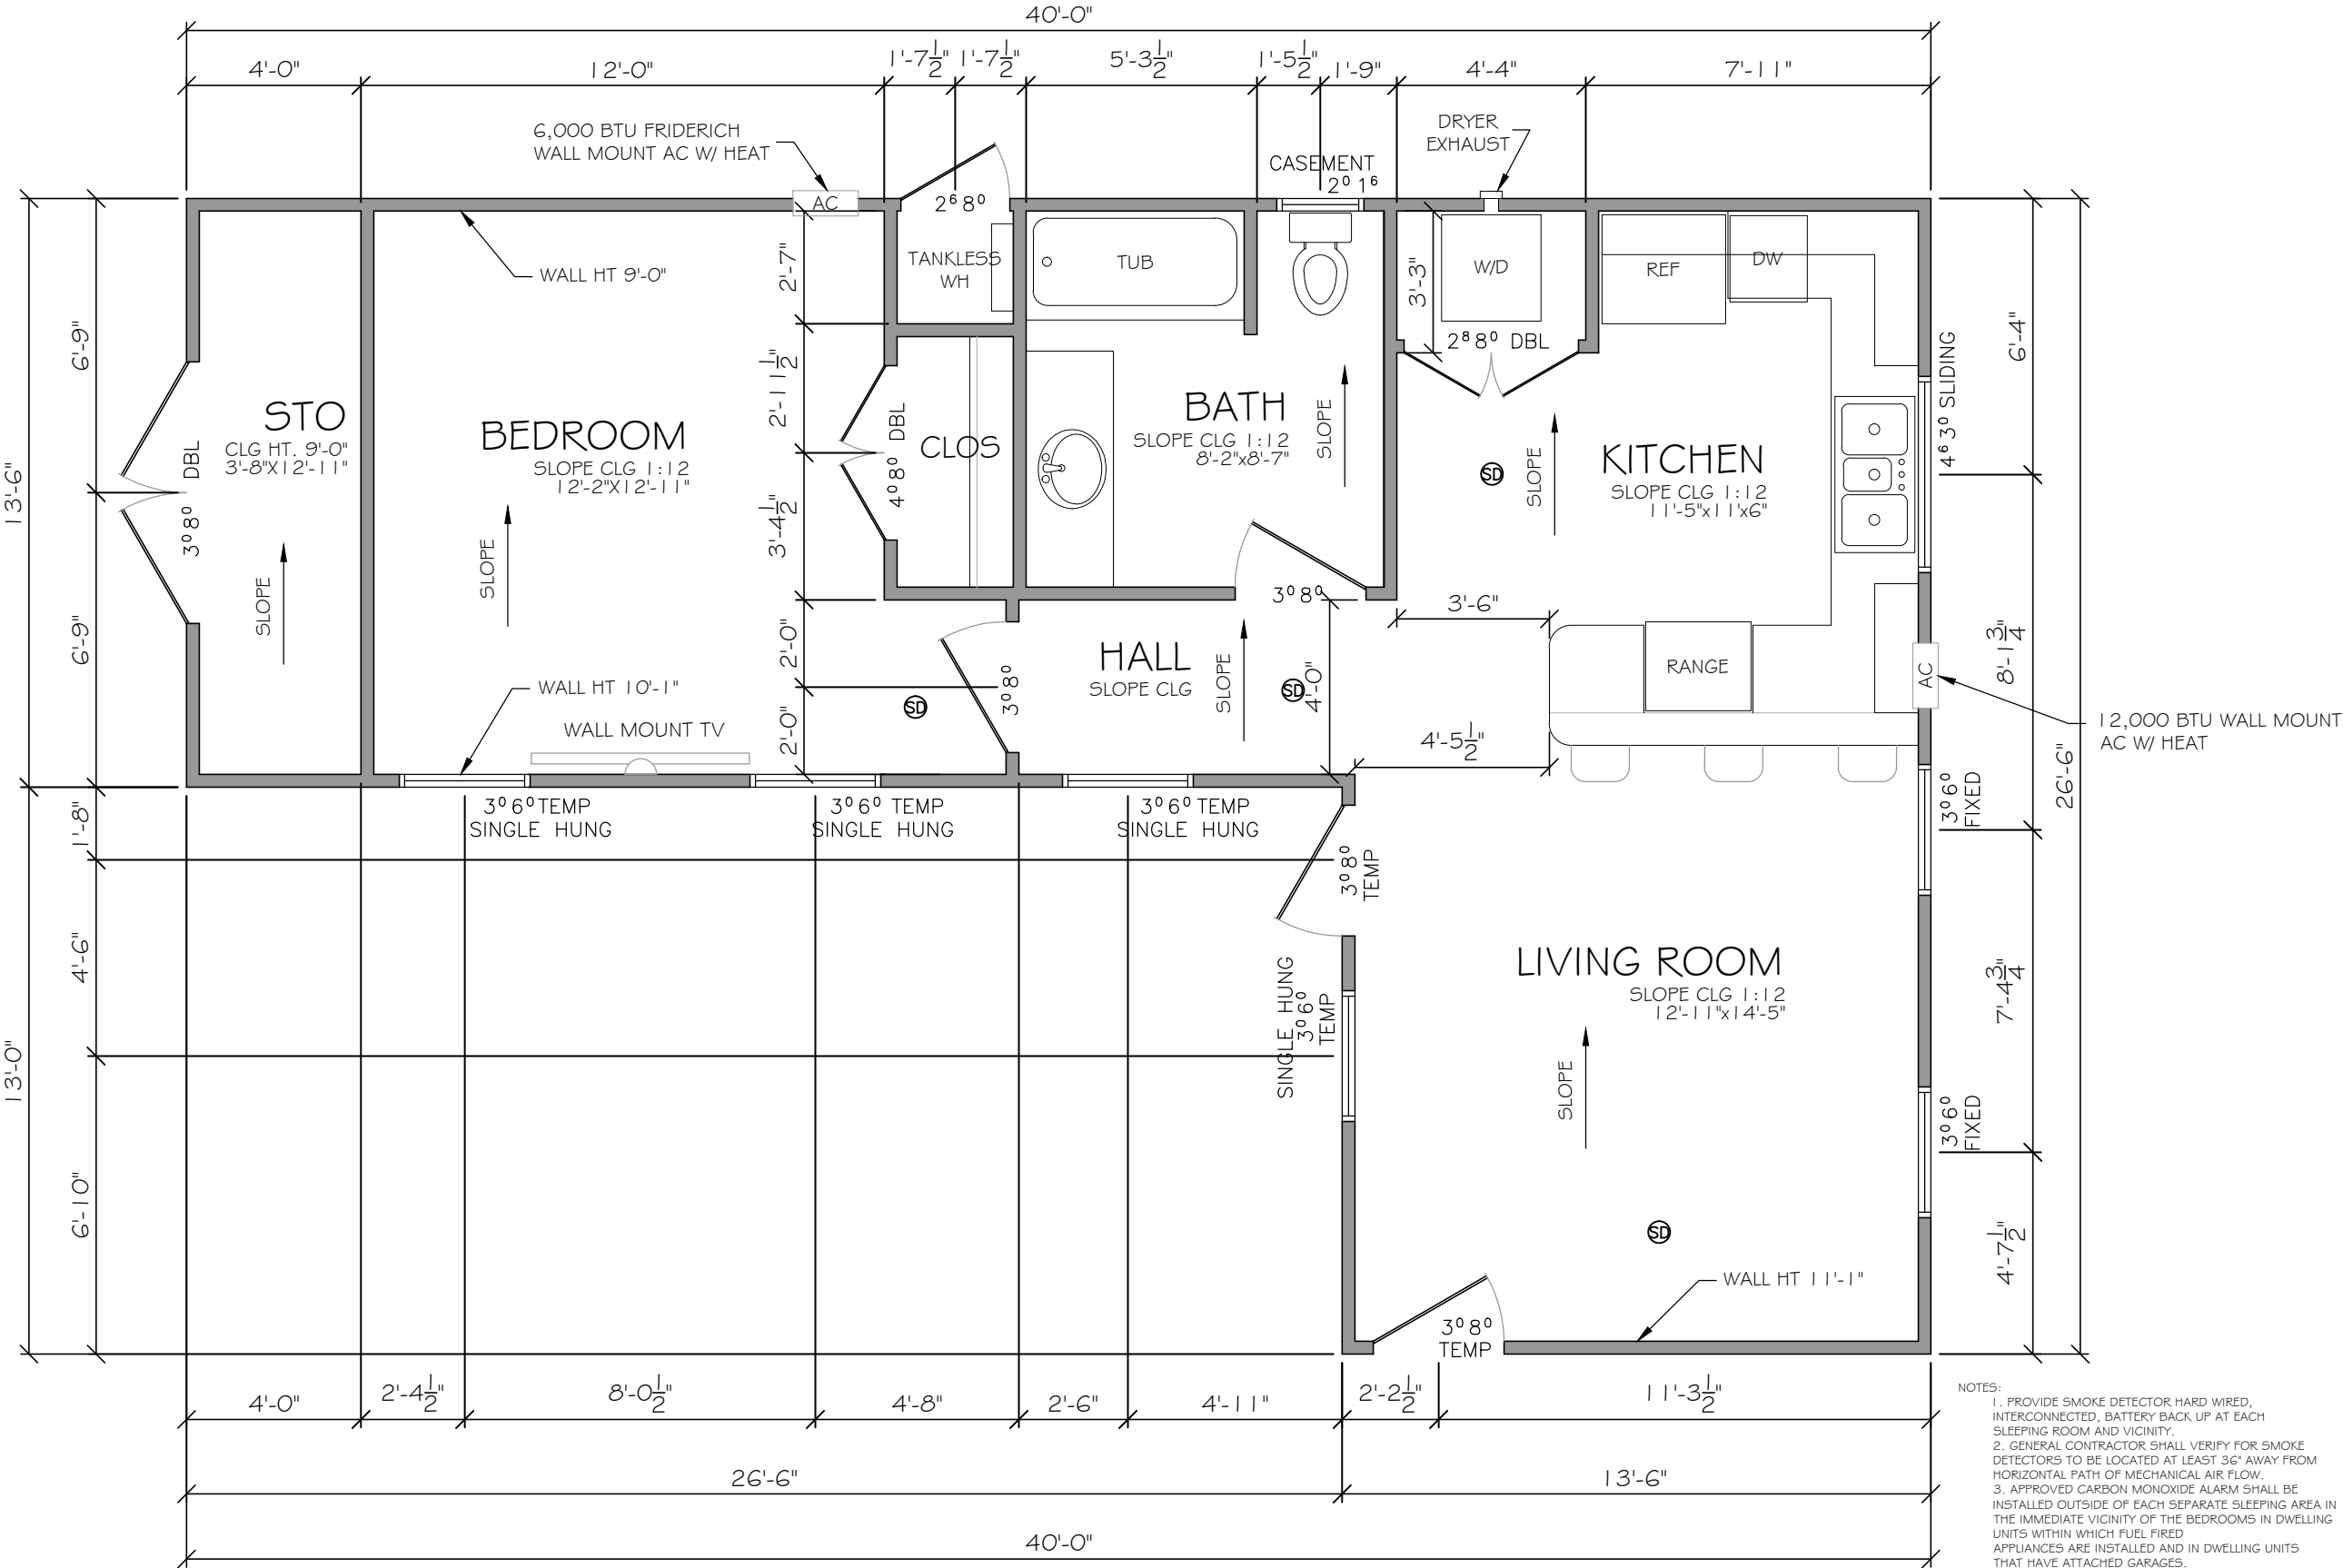 40'-0"
4'-0"
12'-0"
1'-7 1/2"
1'-7 1/2"
5'-3 1/2"
1'-5 1/2"
1'-9"
4'-4"
7'-11"
6,000 BTU FRIDERICH
WALL MOUNT AC W/ HEAT
DRYER
EXHAUST
CASEMENT
2⁰ 1⁶
AC
2⁶ 8⁰
WALL HT 9'-0"
TANKLESS
WH
TUB
W/D
REF
DW
2'-7"
3'-3"
2⁸ 8⁰ DBL
13'-6"
6'-9"
6'-9"
3⁰ 8⁰ DBL
STO
CLG HT. 9'-0"
3'-8"X12'-11"
SLOPE
BEDROOM
SLOPE CLG 1:12
12'-2"X12'-11"
SLOPE
2'-11 1/2"
3'-4 1/2"
4⁰ 8⁰ DBL
CLOS
BATH
SLOPE CLG 1:12
8'-2"x8'-7"
SLOPE
SD
SLOPE
KITCHEN
SLOPE CLG 1:12
11'-5"x11'x6"
4⁶ 3⁰ SLIDING
6'-4"
3⁰ 8⁰
3'-6"
2'-0"
2'-0"
WALL HT 10'-1"
WALL MOUNT TV
SD
3⁰ 8⁰
HALL
SLOPE CLG
SLOPE
SD
4'-0"
RANGE
AC
8'-1 3/4"
12,000 BTU WALL MOUNT
AC W/ HEAT
4'-5 1/2"
26'-6"
3⁰ 6⁰ TEMP
SINGLE HUNG
3⁰ 6⁰ TEMP
SINGLE HUNG
3⁰ 6⁰ TEMP
SINGLE HUNG
3⁰ 6⁰
FIXED
1'-8"
3⁰ 8⁰
TEMP
4'-6"
13'-0"
6'-10"
SINGLE HUNG
3⁰ 6⁰
TEMP
LIVING ROOM
SLOPE CLG 1:12
12'-11"x14'-5"
SLOPE
7'-4 3/4"
3⁰ 6⁰
FIXED
SD
4'-7 1/2"
WALL HT 11'-1"
3⁰ 8⁰
TEMP
4'-0"
2'-4 1/2"
8'-0 1/2"
4'-8"
2'-6"
4'-11"
2'-2 1/2"
11'-3 1/2"
26'-6"
13'-6"
40'-0"
NOTES:
1. PROVIDE SMOKE DETECTOR HARD WIRED,
INTERCONNECTED, BATTERY BACK UP AT EACH
SLEEPING ROOM AND VICINITY.
2. GENERAL CONTRACTOR SHALL VERIFY FOR SMOKE
DETECTORS TO BE LOCATED AT LEAST 36" AWAY FROM
HORIZONTAL PATH OF MECHANICAL AIR FLOW.
3. APPROVED CARBON MONOXIDE ALARM SHALL BE
INSTALLED OUTSIDE OF EACH SEPARATE SLEEPING AREA IN
THE IMMEDIATE VICINITY OF THE BEDROOMS IN DWELLING
UNITS WITHIN WHICH FUEL FIRED
APPLIANCES ARE INSTALLED AND IN DWELLING UNITS
THAT HAVE ATTACHED GARAGES.